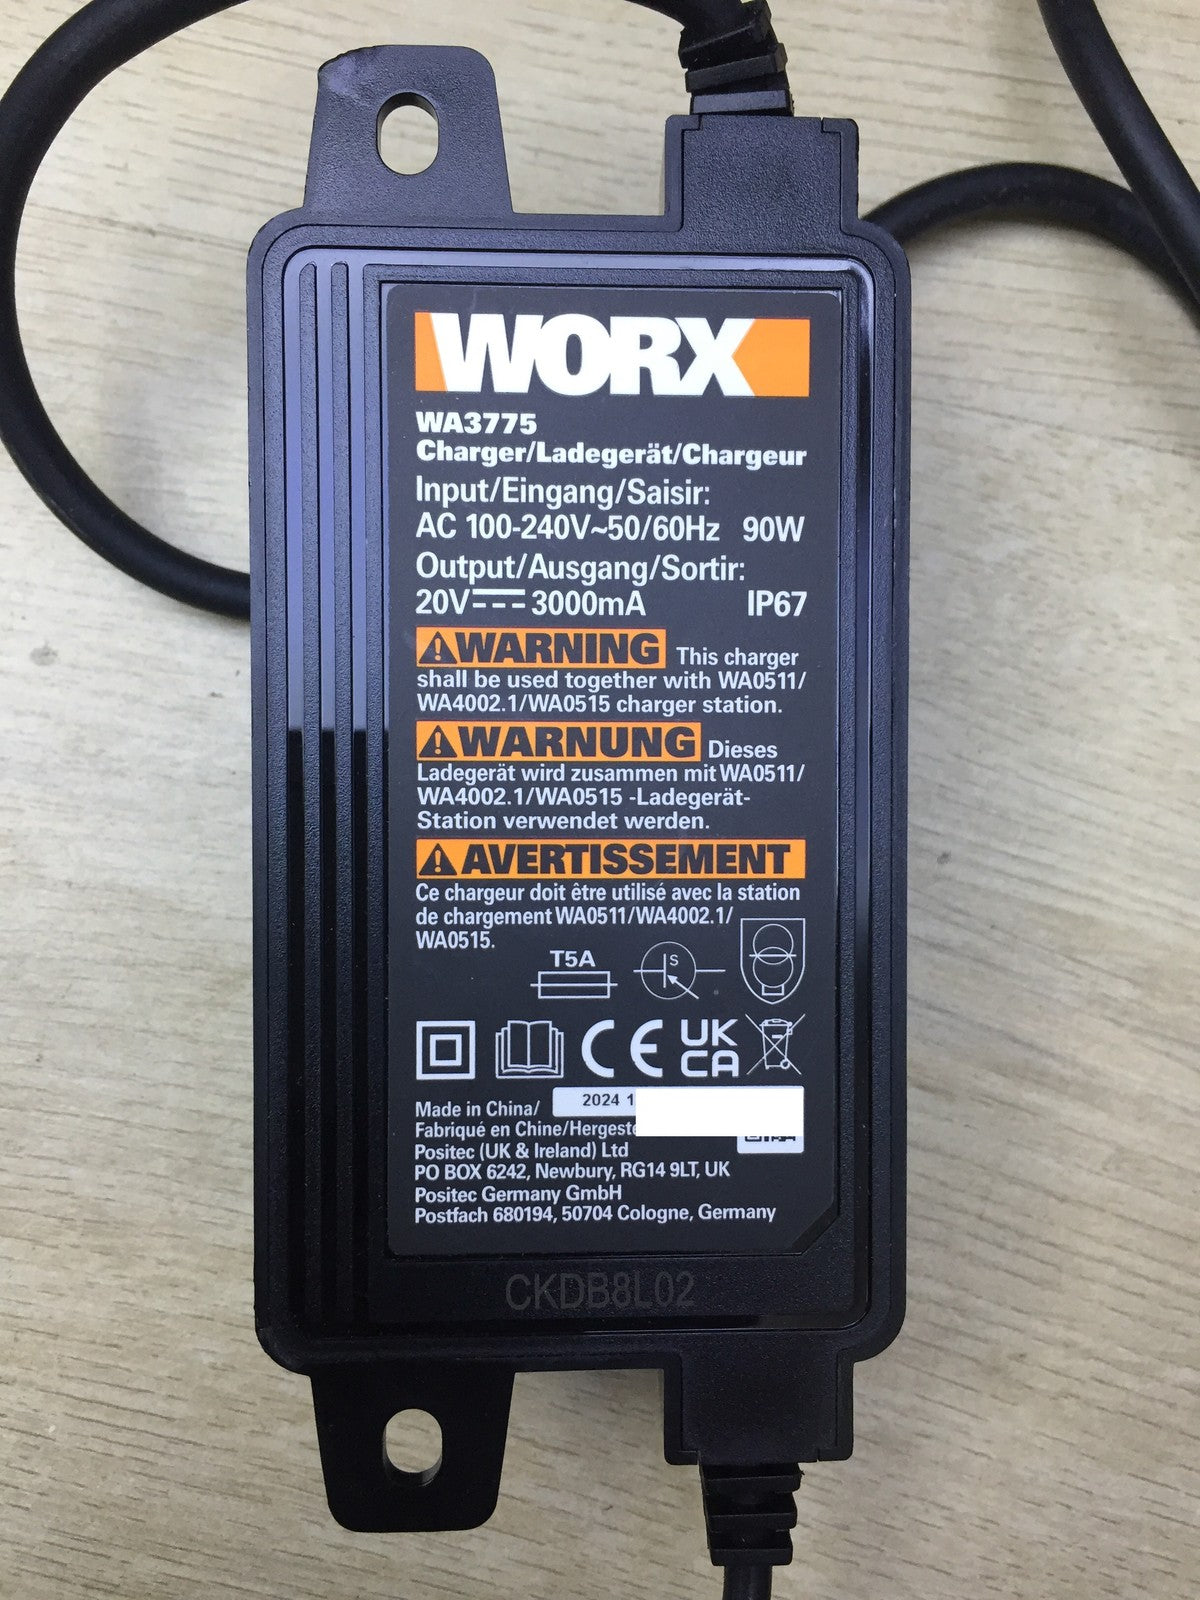 WORX
WA3775
Charger/Ladegerät/Chargeur
Input/Eingang/Saisir:
AC 100-240V~50/60Hz 90W
Output/Ausgang/Sortir:
20V⎓3000mA IP67
WARNING This charger
shall be used together with WA0511/
WA4002.1/WA0515 charger station.
WARNUNG Dieses
Ladegerät wird zusammen mit WA0511/
WA4002.1/WA0515 -Ladegerät-
Station verwendet werden.
AVERTISSEMENT
Ce chargeur doit être utilisé avec la station
de chargement WA0511/WA4002.1/
WA0515.
T5A
S
CE UK
CA
Made in China/ 2024 1
Fabriqué en Chine/Hergeste
Positec (UK & Ireland) Ltd
PO BOX 6242, Newbury, RG14 9LT, UK
Positec Germany GmbH
Postfach 680194, 50704 Cologne, Germany
CKDB8L02